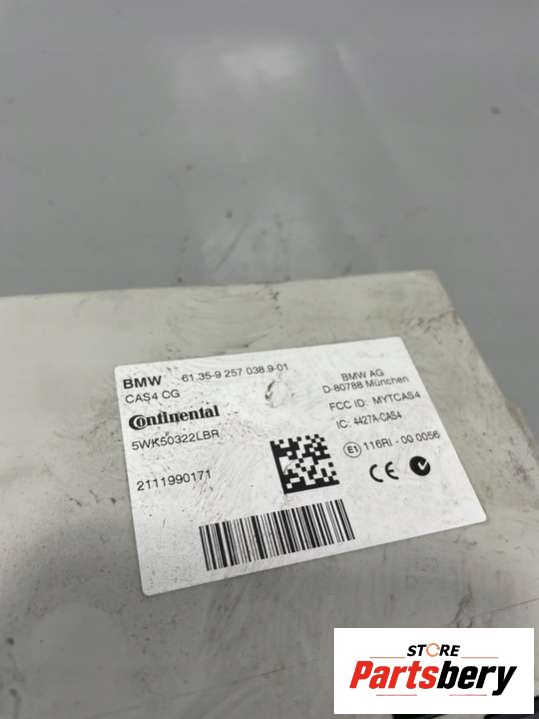 BMW 61.35-9 257 038.9-01
CAS4 CG
Continental
5WK50322LBR
2111990171
BMW AG
D-80788 München
FCC ID: MYTCAS4
IC: 4427A-CAS4
E1 116RI - 00 0056
CE
STORE
Partsbery